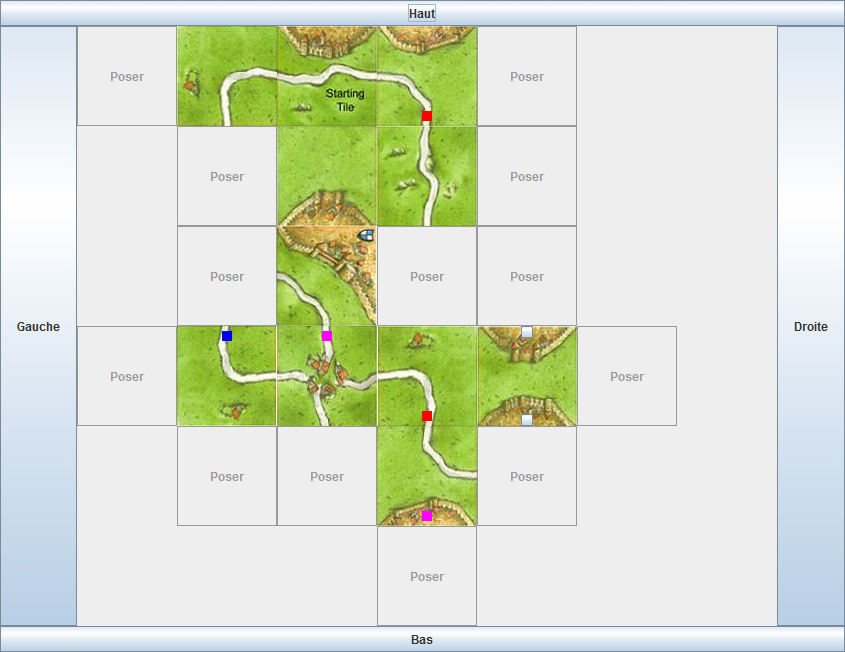 Haut
Poser
Starting
Tile
Poser
Poser
Poser
Poser
Poser
Poser
Gauche
Droite
Poser
Poser
Poser
Poser
Poser
Poser
Bas